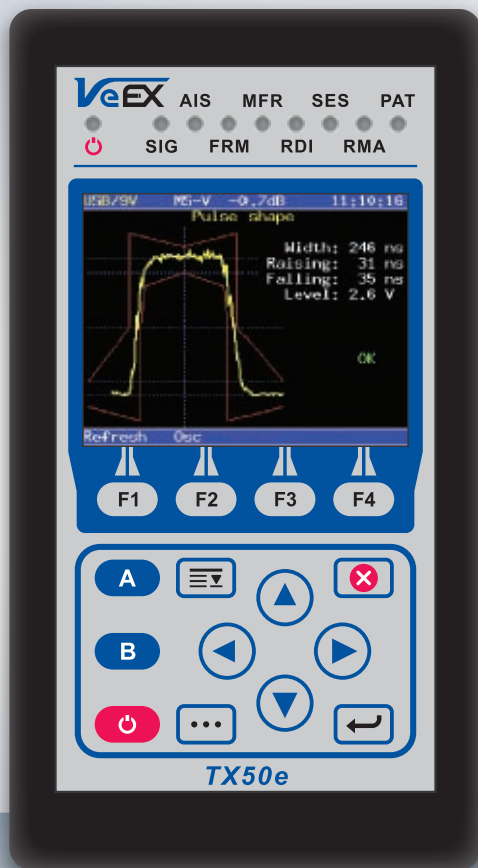 VeEX
AIS MFR SES PAT
SIG FRM RDI RMA
USB/9V MS-V -0.7dB 11:10:16
Pulse shape
Width: 246 ns
Raising: 31 ns
Falling: 35 ns
Level: 2.6 V
OK
Refresh Osc
F1 F2 F3 F4
A
B
TX50e